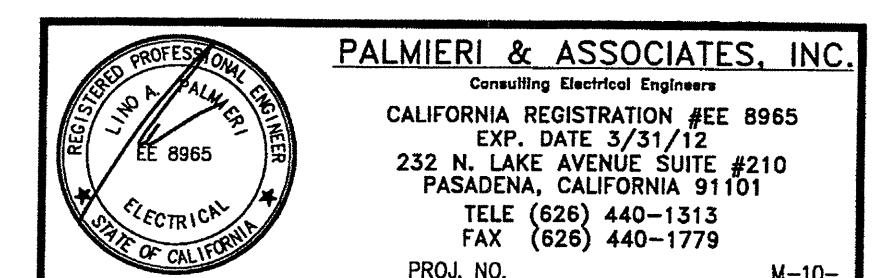 REGISTERED PROFESSIONAL ENGINEER
LINO A. PALMIERI
EE 8965
ELECTRICAL
STATE OF CALIFORNIA
PALMIERI & ASSOCIATES, INC.
Consulting Electrical Engineers
CALIFORNIA REGISTRATION #EE 8965
EXP. DATE 3/31/12
232 N. LAKE AVENUE SUITE #210
PASADENA, CALIFORNIA 91101
TELE (626) 440-1313
FAX (626) 440-1779
PROJ. NO. M-10-